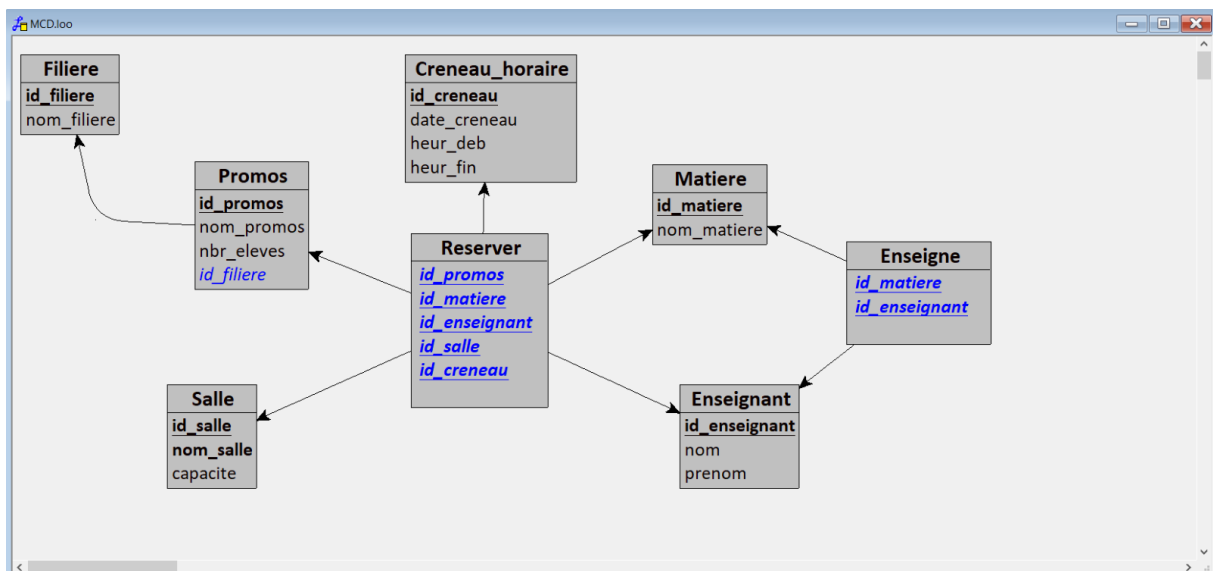 MCD.loo
Filiere
id_filiere
nom_filiere
Creneau_horaire
id_creneau
date_creneau
heur_deb
heur_fin
Promos
id_promos
nom_promos
nbr_eleves
id_filiere
Matiere
id_matiere
nom_matiere
Reserver
id_promos
id_matiere
id_enseignant
id_salle
id_creneau
Enseigne
id_matiere
id_enseignant
Salle
id_salle
nom_salle
capacite
Enseignant
id_enseignant
nom
prenom